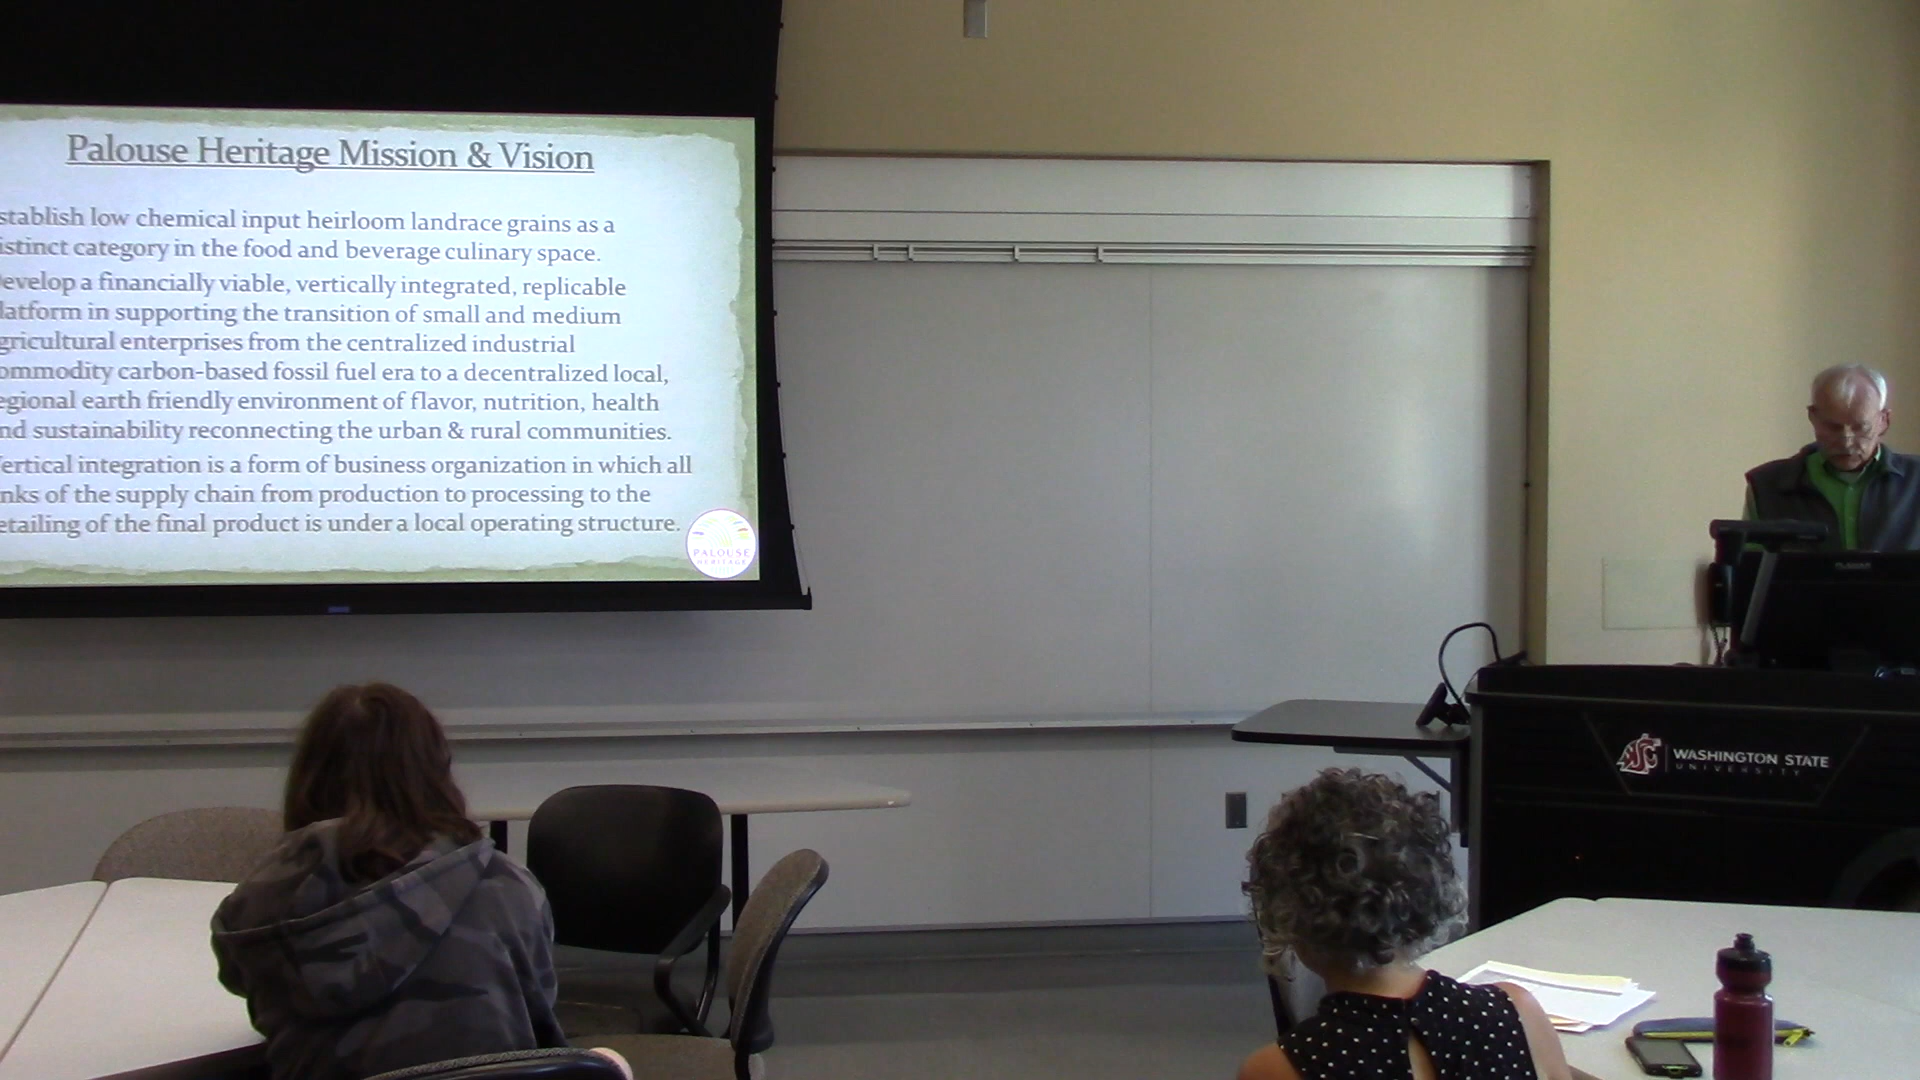 Palouse Heritage Mission & Vision
stablish low chemical input heirloom landrace grains as a
istinct category in the food and beverage culinary space.
evelop a financially viable, vertically integrated, replicable
latform in supporting the transition of small and medium
gricultural enterprises from the centralized industrial
ommodity carbon-based fossil fuel era to a decentralized local,
egional earth friendly environment of flavor, nutrition, health
nd sustainability reconnecting the urban & rural communities.
ertical integration is a form of business organization in which all
nks of the supply chain from production to processing to the
etailing of the final product is under a local operating structure.
PALOUSE
HERITAGE
WASHINGTON STATE
UNIVERSITY